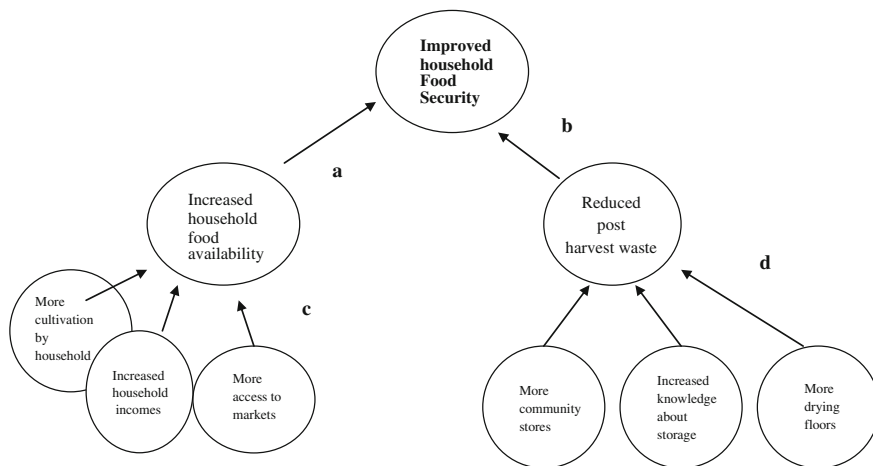 Improved
household
Food
Security
b
a
Increased
household
food
availability
Reduced
post
harvest waste
d
c
More
cultivation
by
household
Increased
household
incomes
More
access to
markets
More
community
stores
Increased
knowledge
about
storage
More
drying
floors